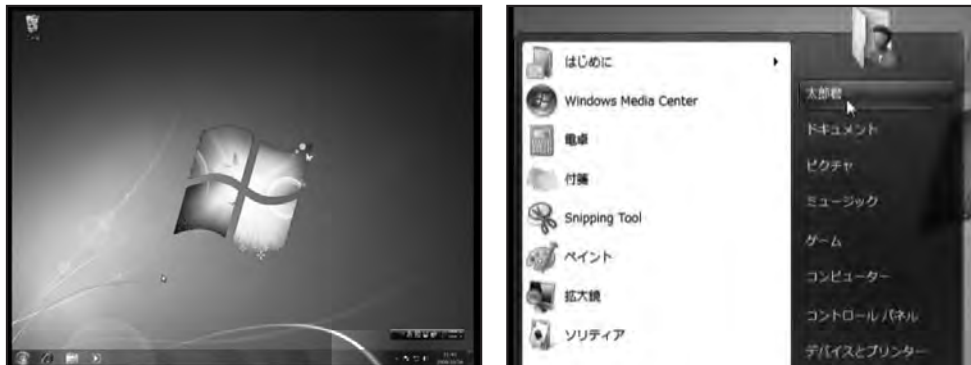 はじめに
Windows Media Center
電卓
付箋
Snipping Tool
ペイント
拡大鏡
ソリティア
太郎君
ドキュメント
ピクチャ
ミュージック
ゲーム
コンピューター
コントロール パネル
デバイスとプリンター